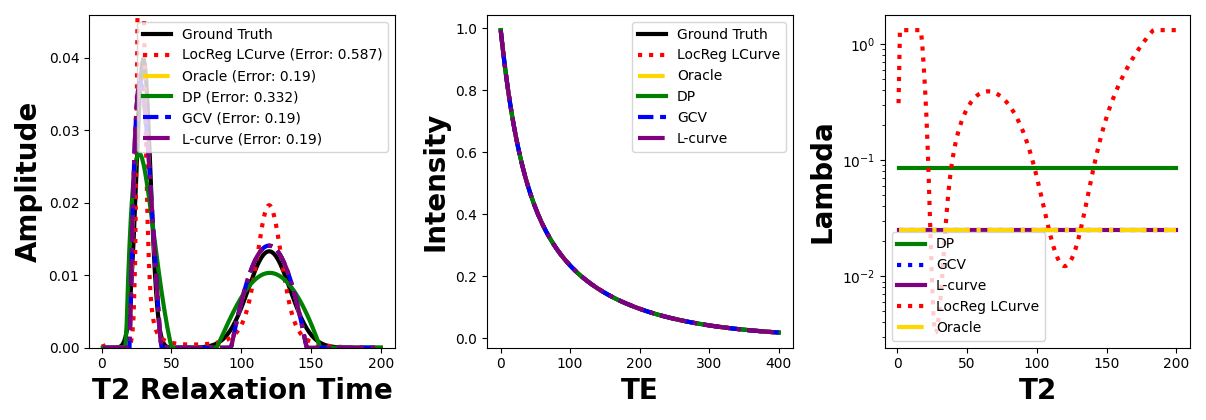 Amplitude
0.00
0.01
0.02
0.03
0.04
Ground Truth
LocReg LCurve (Error: 0.587)
Oracle (Error: 0.19)
DP (Error: 0.332)
GCV (Error: 0.19)
L-curve (Error: 0.19)
0 50 100 150 200
T2 Relaxation Time
Intensity
0.0
0.2
0.4
0.6
0.8
1.0
Ground Truth
LocReg LCurve
Oracle
DP
GCV
L-curve
0 100 200 300 400
TE
Lambda
10⁰
10⁻¹
10⁻²
DP
GCV
L-curve
LocReg LCurve
Oracle
0 50 100 150 200
T2